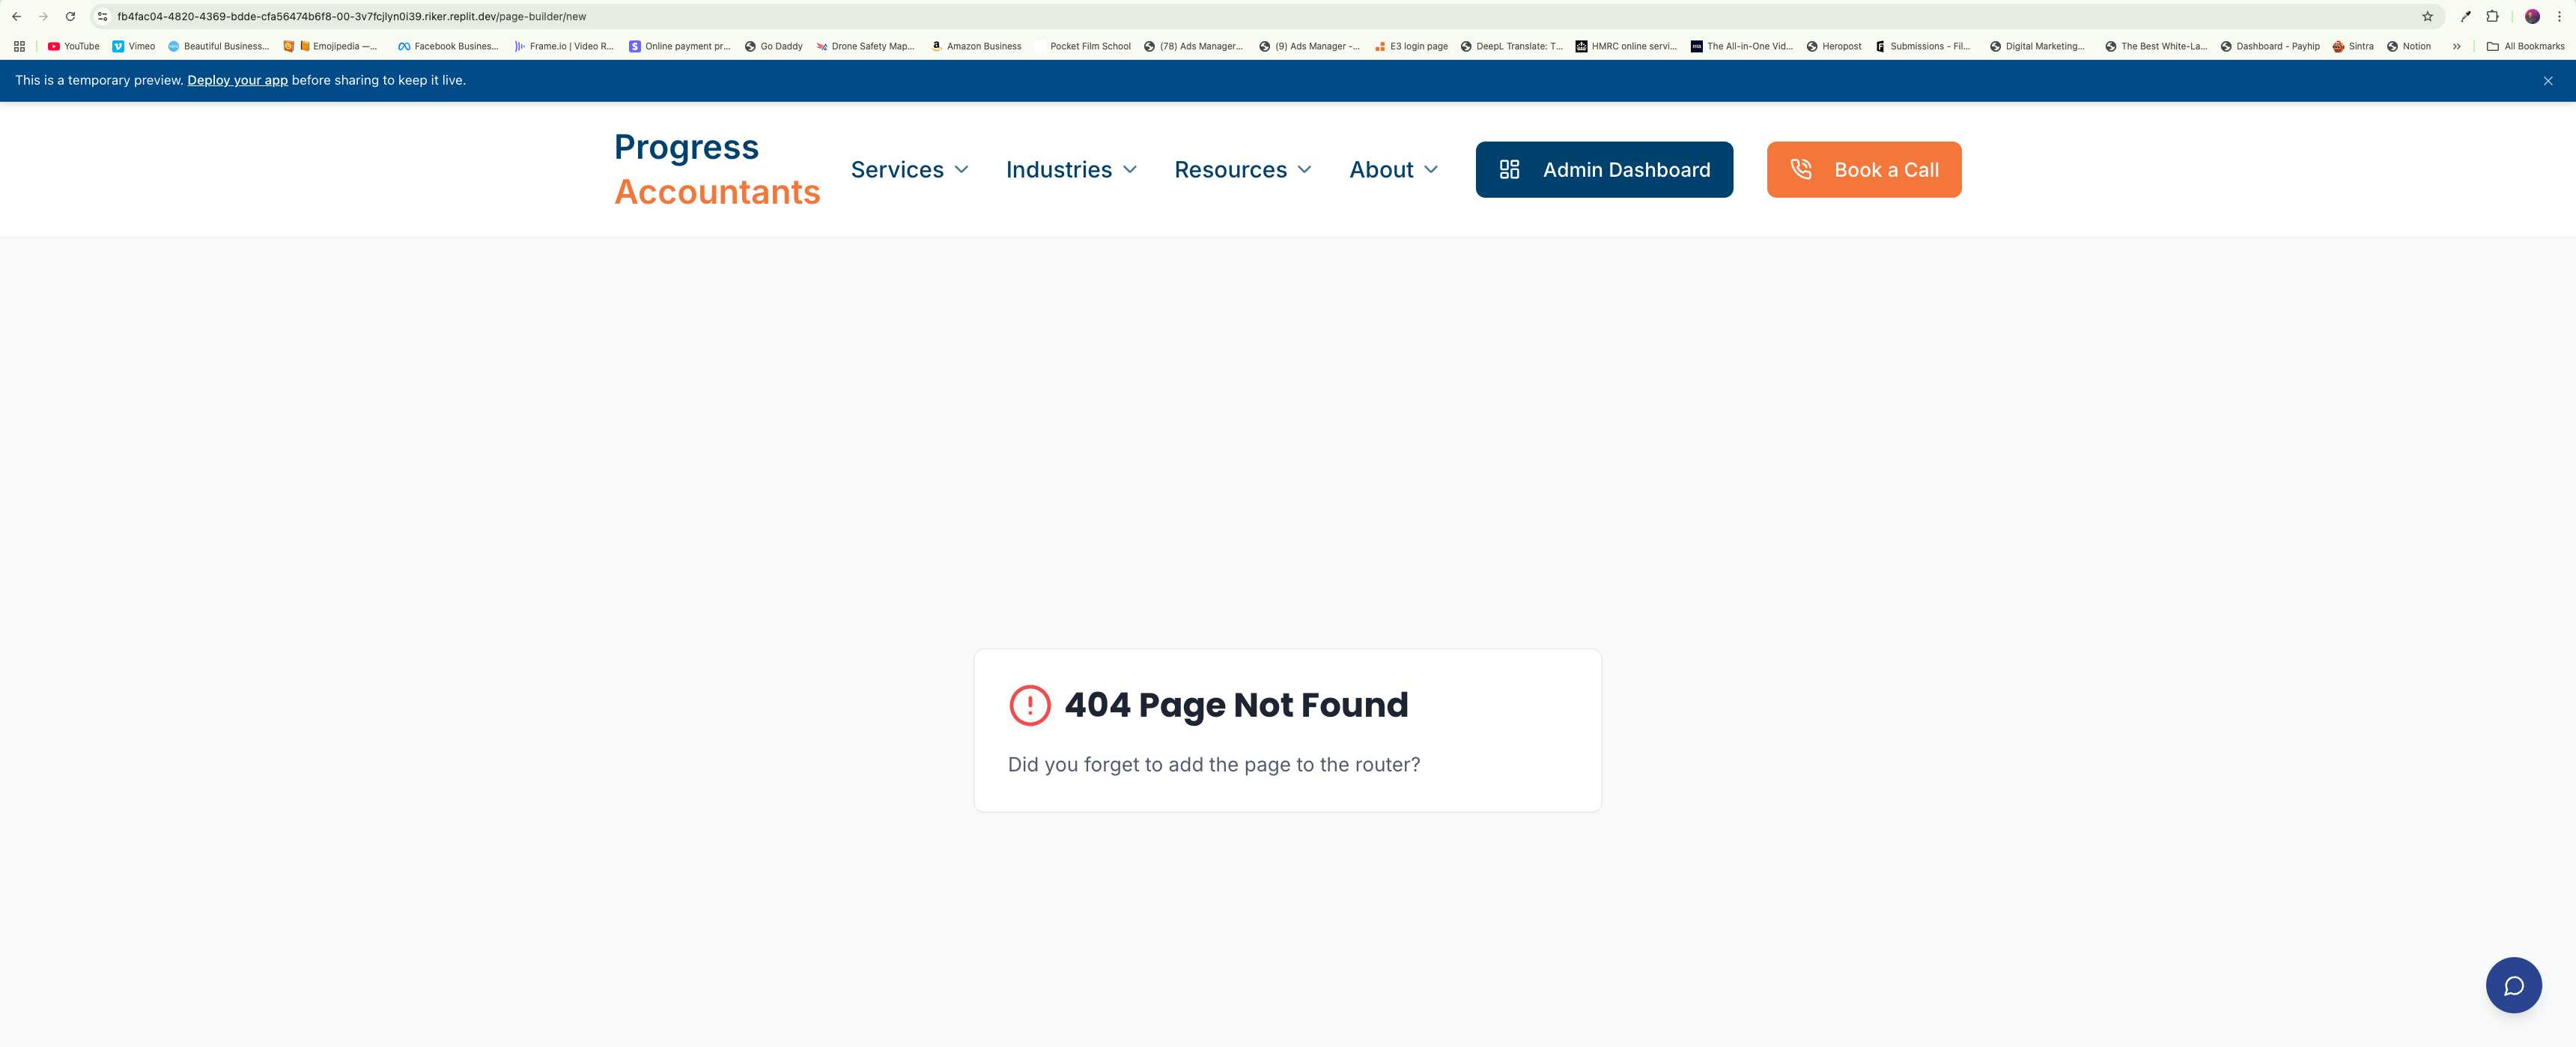 fb4fac04-4820-4369-bdde-cfa56474b6f8-00-3v7fcjlyn0i39.riker.replit.dev/page-builder/new
YouTube Vimeo Beautiful Business... Emojipedia —... Facebook Busines... Frame.io | Video R... Online payment pr... Go Daddy Drone Safety Map... Amazon Business Pocket Film School (78) Ads Manager... (9) Ads Manager -... E3 login page DeepL Translate: T... HMRC online servi... The All-in-One Vid... Heropost Submissions - Fil... Digital Marketing... The Best White-La... Dashboard - Payhip Sintra Notion » All Bookmarks
This is a temporary preview. Deploy your app before sharing to keep it live.
Progress
Accountants
Services Industries Resources About Admin Dashboard Book a Call
404 Page Not Found
Did you forget to add the page to the router?